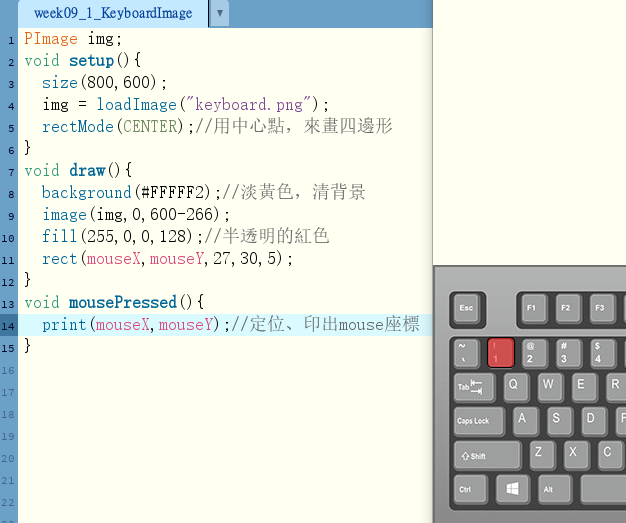 week09_1_KeyboardImage
▼
1 PImage img;
2 void setup(){
3 size(800,600);
4 img = loadImage("keyboard.png");
5 rectMode(CENTER);//用中心點，來畫四邊形
6 }
7 void draw(){
8 background(#FFFFF2);//淡黃色，清背景
9 image(img,0,600-266);
10 fill(255,0,0,128);//半透明的紅色
11 rect(mouseX,mouseY,27,30,5);
12 }
13 void mousePressed(){
14 print(mouseX,mouseY);//定位、印出mouse座標
15 }
16
17
18
19
20
21
22
Esc F1 F2 F3
~ ! @ # $
` 1 2 3 4
Tab Q W E R
Caps Lock A S D F
Shift Z X C
Ctrl Alt